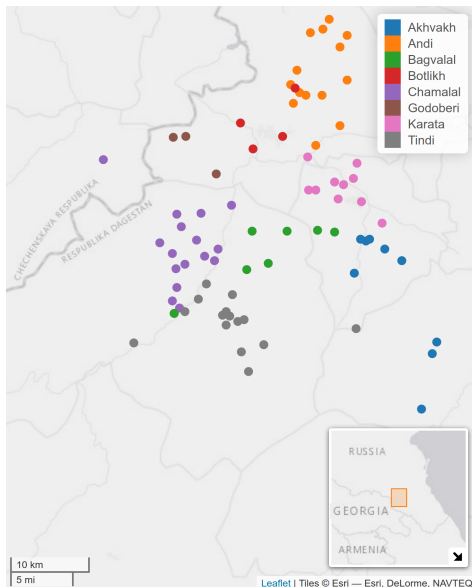 Akhvakh
Andi
Bagvalal
Botlikh
Chamalal
Godoberi
Karata
Tindi
CHECHENSKAYA RESPUBLIKA
RESPUBLIKA DAGESTAN
RUSSIA
GEORGIA
ARMENIA
10 km
5 mi
Leaflet | Tiles © Esri — Esri, DeLorme, NAVTEQ